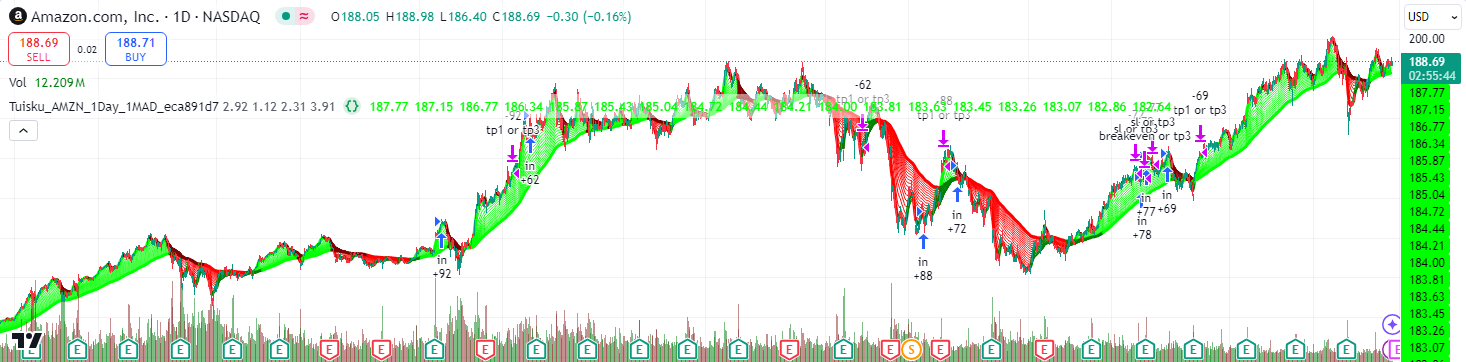 a Amazon.com, Inc. · 1D · NASDAQ O188.05 H188.98 L186.40 C188.69 −0.30 (−0.16%)
USD
188.69 SELL
0.02
188.71 BUY
Vol 12.209M
Tuisku_AMZN_1Day_1MAD_eca891d7 2.92 1.12 2.31 3.91 187.77 187.15 186.77 186.34 185.87 185.43 185.04 184.72 184.44 184.21 184.00 183.81 183.63 183.45 183.26 183.07 182.86 182.64
in
+92
tp1 or tp3
in
+62
-62
tp1 or tp3
in
+88
tp1 or tp3
in
+72
sl or tp3
breakeven or tp3
in
+77
in
+78
in
+69
-69
tp1 or tp3
200.00
188.69
02:55:44
187.77
187.15
186.77
186.34
185.87
185.43
185.04
184.72
184.44
184.21
184.00
183.81
183.63
183.45
183.26
183.07
E E E E E E E E E E E E E E E E E S E E E E E E E E E